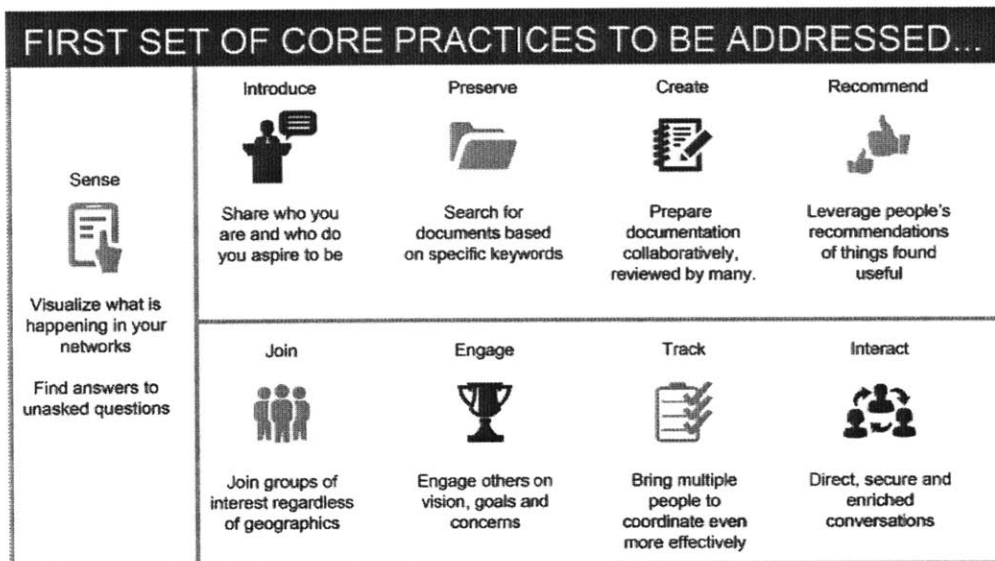 FIRST SET OF CORE PRACTICES TO BE ADDRESSED...
Sense
Visualize what is
happening in your
networks
Find answers to
unasked questions
Introduce
Share who you
are and who do
you aspire to be
Preserve
Search for
documents based
on specific keywords
Create
Prepare
documentation
collaboratively,
reviewed by many.
Recommend
Leverage people's
recommendations
of things found
useful
Join
Join groups of
interest regardless
of geographics
Engage
Engage others on
vision, goals and
concerns
Track
Bring multiple
people to
coordinate even
more effectively
Interact
Direct, secure and
enriched
conversations